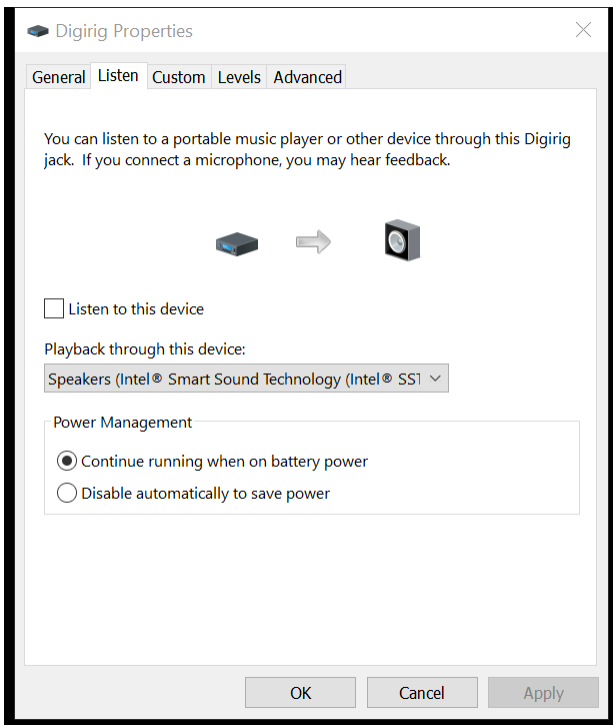 Digirig Properties
General Listen Custom Levels Advanced
You can listen to a portable music player or other device through this Digirig
jack. If you connect a microphone, you may hear feedback.
Listen to this device
Playback through this device:
Speakers (Intel® Smart Sound Technology (Intel® SST
Power Management
Continue running when on battery power
Disable automatically to save power
OK Cancel Apply